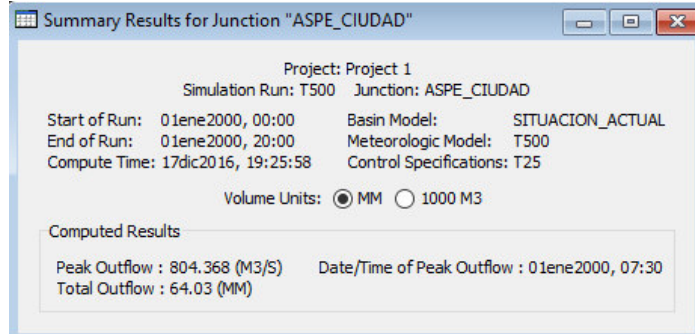 Summary Results for Junction "ASPE_CIUDAD"
Project: Project 1
Simulation Run: T500 Junction: ASPE_CIUDAD
Start of Run: 01ene2000, 00:00 Basin Model: SITUACION_ACTUAL
End of Run: 01ene2000, 20:00 Meteorologic Model: T500
Compute Time: 17dic2016, 19:25:58 Control Specifications: T25
Volume Units: MM 1000 M3
Computed Results
Peak Outflow : 804.368 (M3/S) Date/Time of Peak Outflow : 01ene2000, 07:30
Total Outflow : 64.03 (MM)